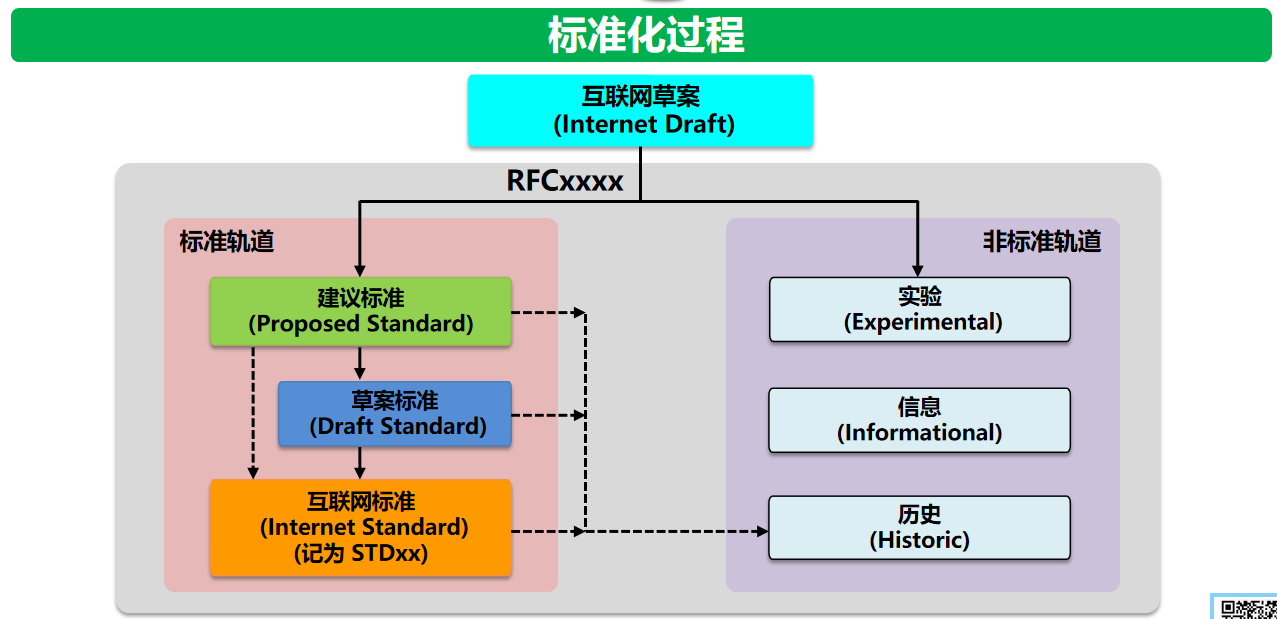 标准化过程
互联网草案
(Internet Draft)
RFCxxxx
标准轨道
建议标准
(Proposed Standard)
草案标准
(Draft Standard)
互联网标准
(Internet Standard)
(记为 STDxx)
非标准轨道
实验
(Experimental)
信息
(Informational)
历史
(Historic)